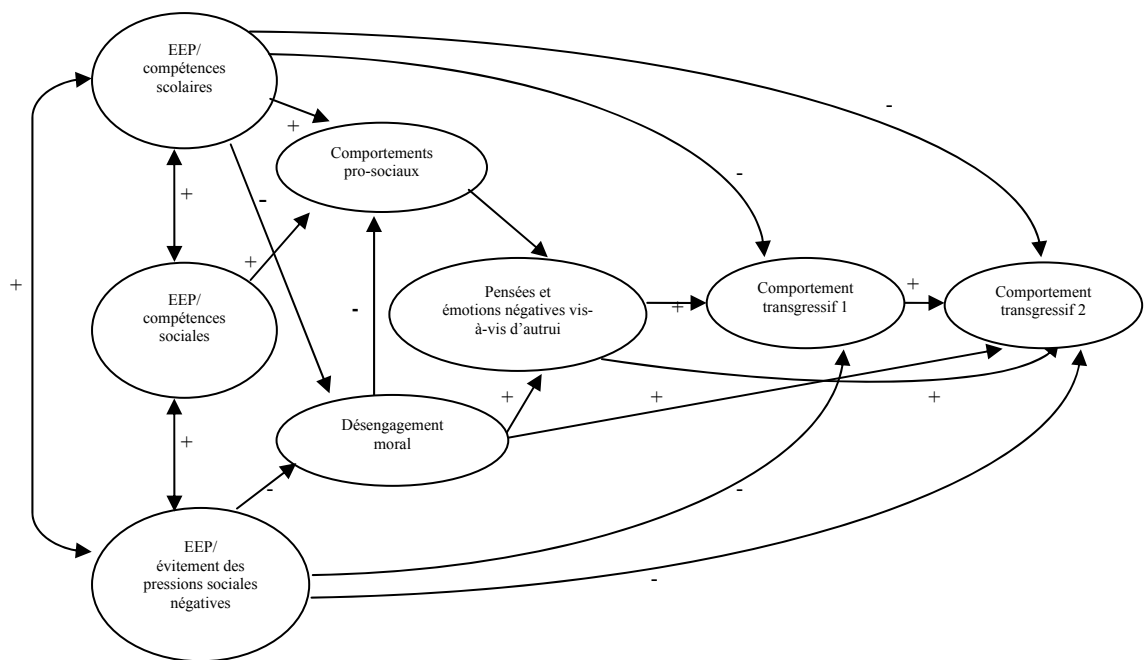 EEP/
compétences
scolaires
-
+
Comportements
pro-sociaux
-
+
-
+
+
EEP/
compétences
sociales
-
Pensées et
émotions négatives vis-
à-vis d'autrui
+
Comportement
transgressif 1
+
Comportement
transgressif 2
+
+
+
Désengagement
moral
+
-
-
EEP/
évitement des
pressions sociales
négatives
-